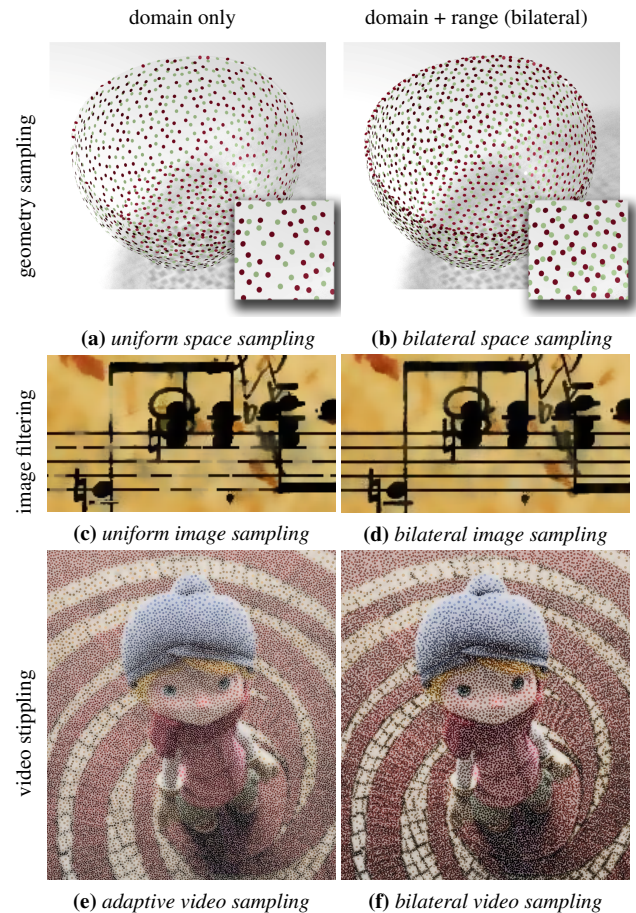 domain only
domain + range (bilateral)
geometry sampling
(a) uniform space sampling
(b) bilateral space sampling
image filtering
(c) uniform image sampling
(d) bilateral image sampling
video stippling
(e) adaptive video sampling
(f) bilateral video sampling